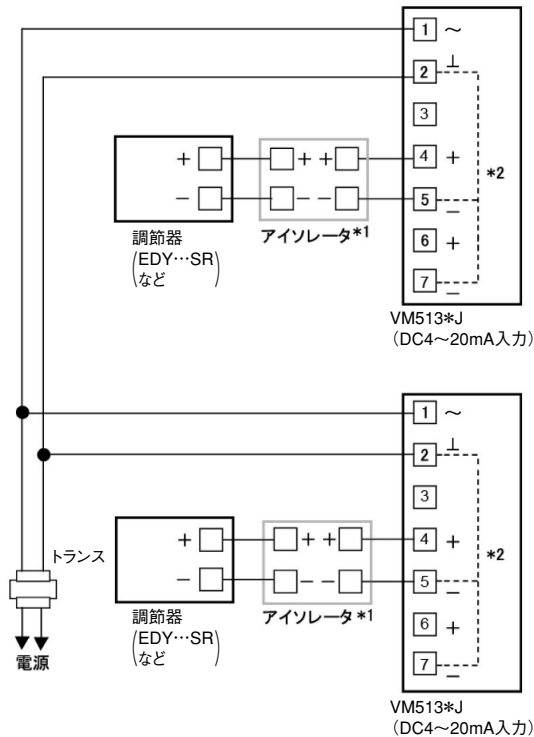 1 ～
2 ⊥
3
＋ ＋ ＋ 4 ＋
*2
－ － － 5 －
調節器
(EDY…SR
など)
アイソレータ*1
6 ＋
7 －
VM513*J
（DC4～20mA入力）
1 ～
2 ⊥
3
＋ ＋ ＋ 4 ＋
トランス
*2
－ － － 5 －
調節器
(EDY…SR
など)
アイソレータ*1
6 ＋
電源
7 －
VM513*J
（DC4～20mA入力）